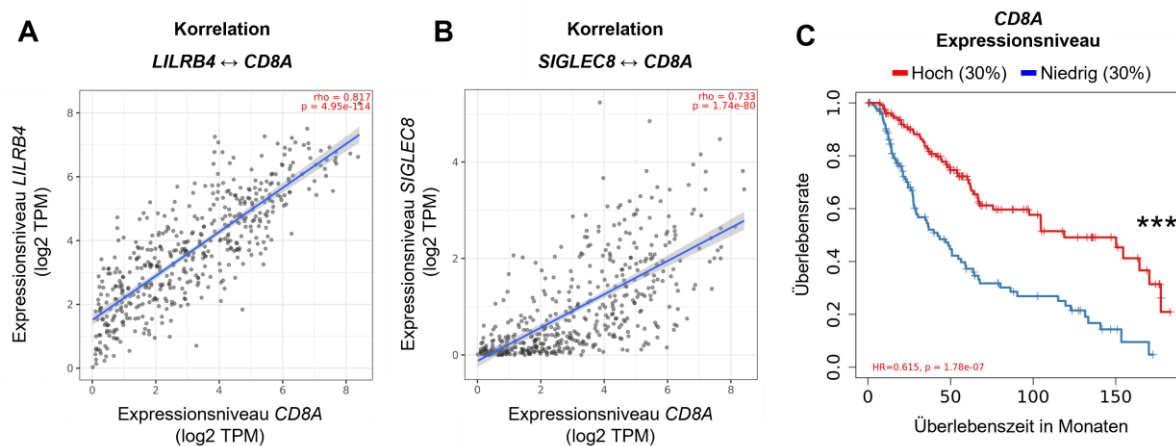 A
Korrelation
LILRB4 ↔ CD8A
rho = 0.817
p = 4.95e-114
8
6
4
2
0
Expressionsniveau LILRB4
(log2 TPM)
0 2 4 6 8
Expressionsniveau CD8A
(log2 TPM)
B
Korrelation
SIGLEC8 ↔ CD8A
rho = 0.733
p = 1.74e-80
4
2
0
Expressionsniveau SIGLEC8
(log2 TPM)
0 2 4 6 8
Expressionsniveau CD8A
(log2 TPM)
C
CD8A
Expressionsniveau
Hoch (30%) Niedrig (30%)
1.0
0.8
0.6
0.4
0.2
0.0
Überlebensrate
***
HR=0.615, p = 1.78e-07
0 50 100 150
Überlebenszeit in Monaten